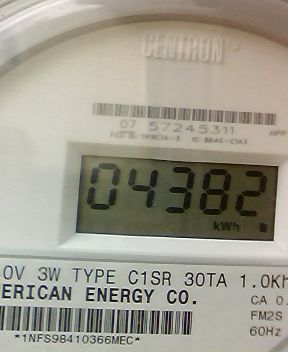 CENTRON®
07 57245311
04382
kWh
0V 3W TYPE C1SR 30TA 1.0Kh
ERICAN ENERGY CO.
CA 0.
FM2S
60Hz
*1NFS98410366MEC*